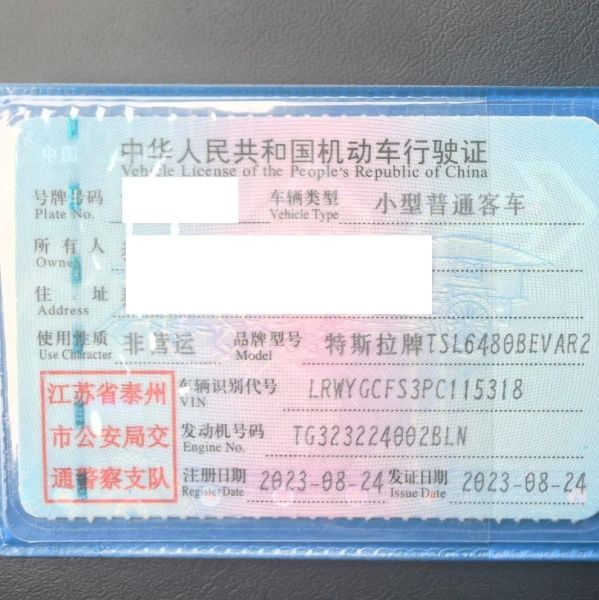 中国
中华人民共和国机动车行驶证
Vehicle License of the People's Republic of China
号牌号码 车辆类型 小型普通客车
Plate No. Vehicle Type
所有人
Owner
住址
Address
使用性质 非营运 品牌型号 特斯拉牌TSL6480BEVAR2
Use Character Model
江苏省泰州
市公安局交
通警察支队
车辆识别代号 LRWYGCFS3PC115318
VIN
发动机号码 TG323224002BLN
Engine No.
注册日期 2023-08-24 发证日期 2023-08-24
Register Date Issue Date